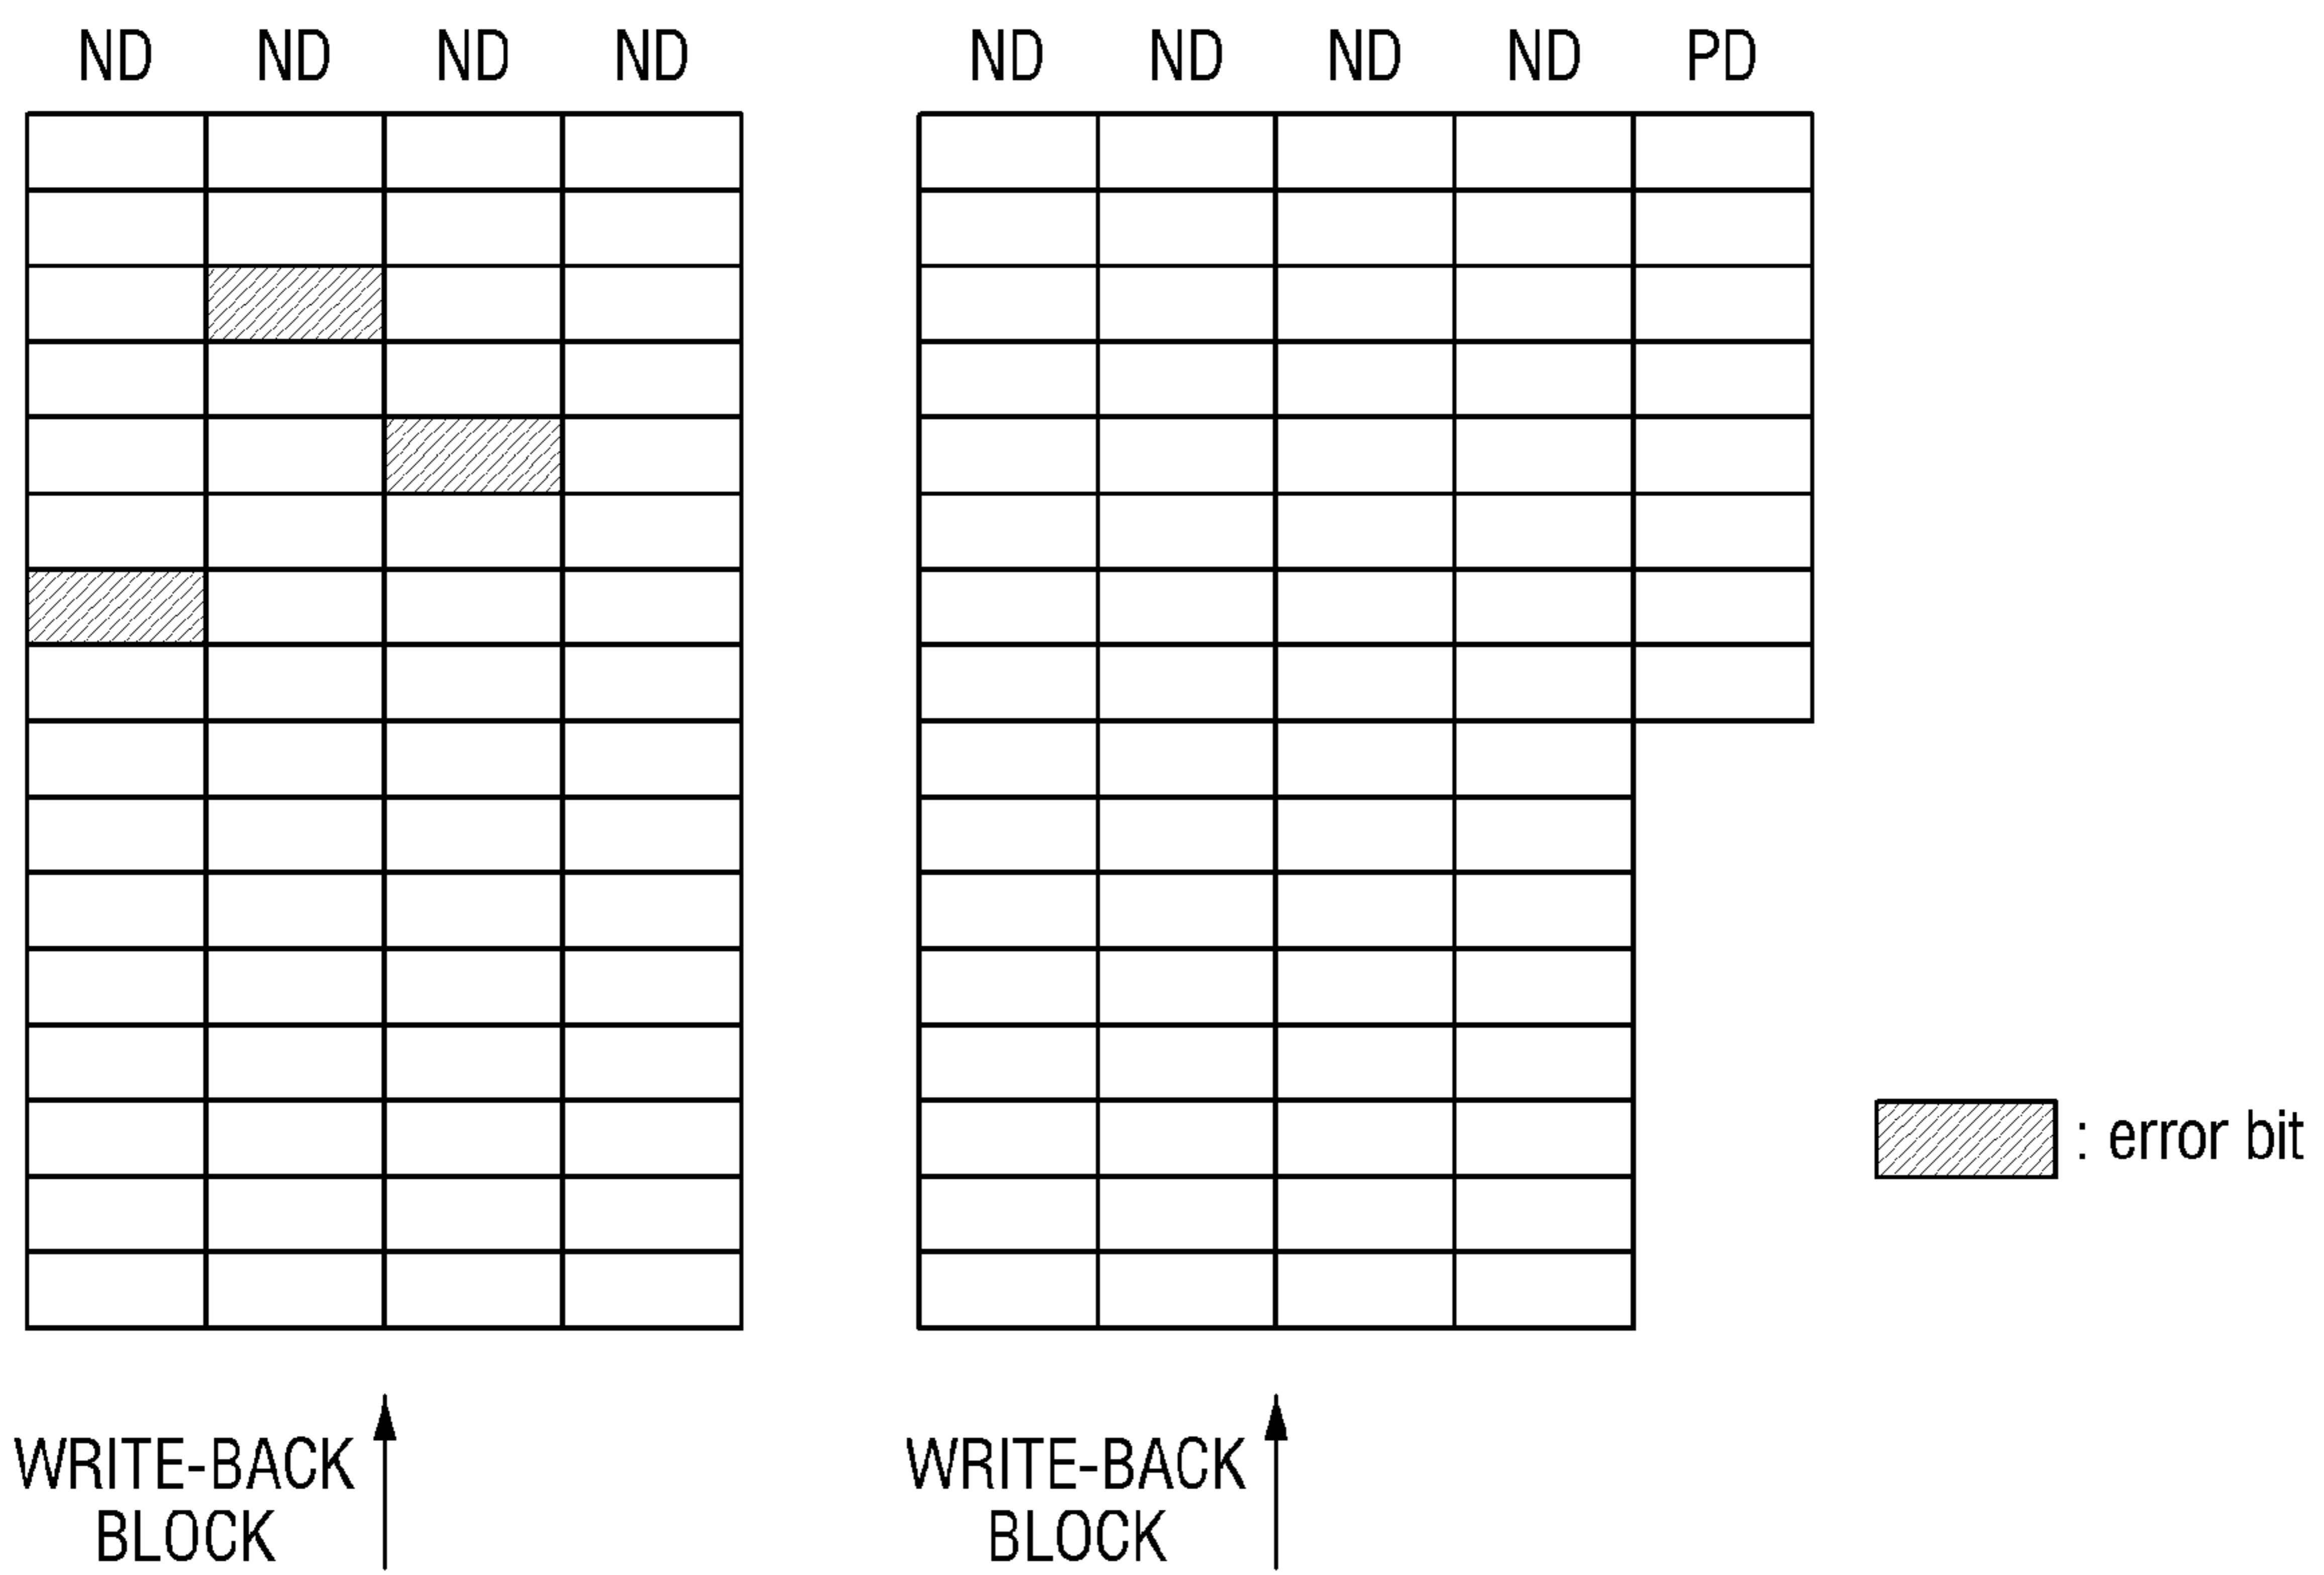 ND ND ND ND ND ND ND ND PD
: error bit
WRITE-BACK
BLOCK
WRITE-BACK
BLOCK